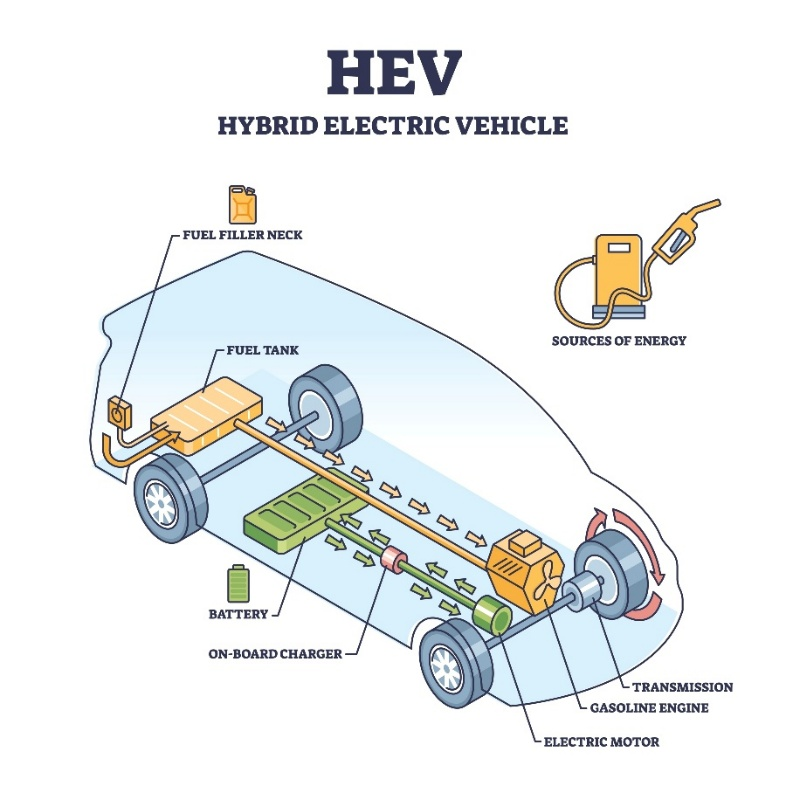 HEV
HYBRID ELECTRIC VEHICLE
FUEL FILLER NECK
SOURCES OF ENERGY
FUEL TANK
BATTERY
ON-BOARD CHARGER
TRANSMISSION
GASOLINE ENGINE
ELECTRIC MOTOR